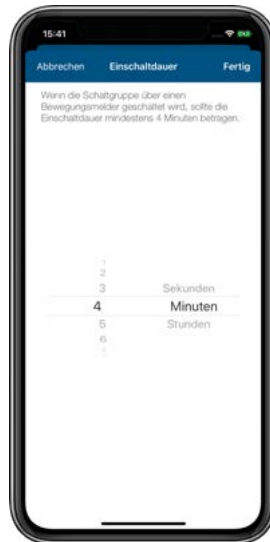 15:41
Abbrechen Einschaltdauer Fertig
Wenn die Schaltgruppe über einen
Bewegungsmelder geschaltet wird, sollte die
Einschaltdauer mindestens 4 Minuten betragen.
1
2
3 Sekunden
4 Minuten
5 Stunden
6